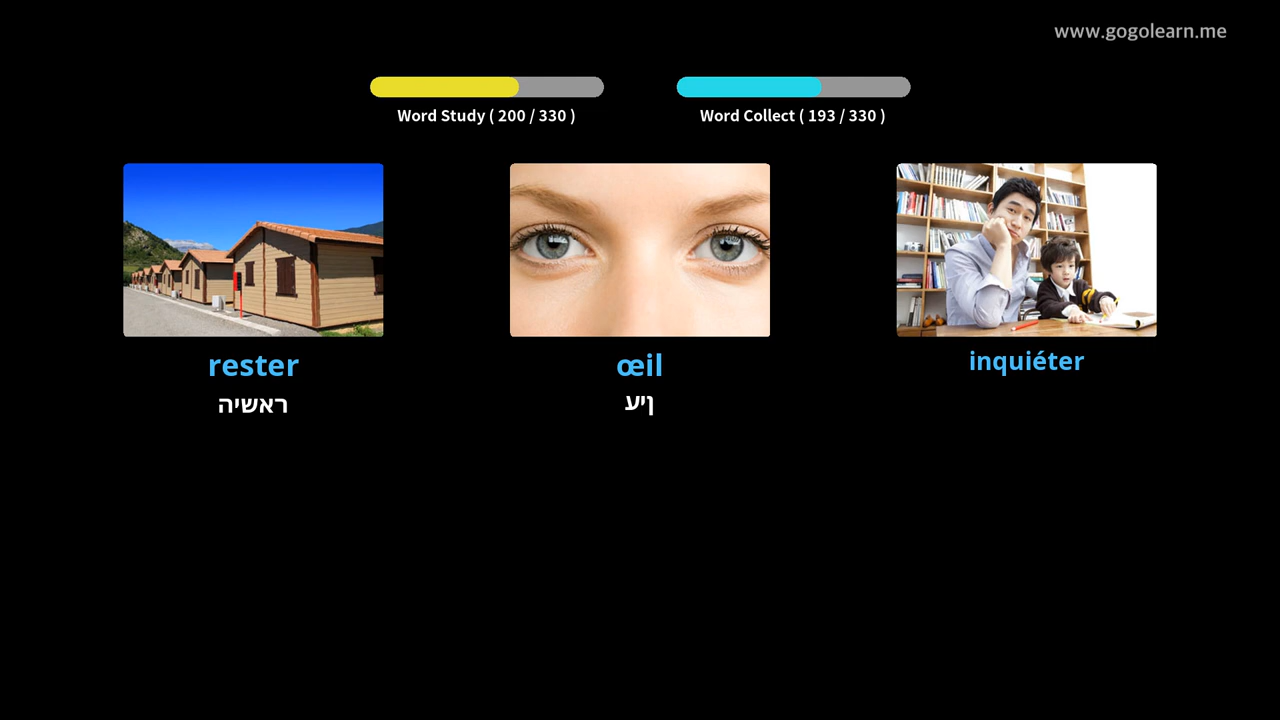 www.gogolearn.me
Word Study ( 200 / 330 )
Word Collect ( 193 / 330 )
rester
ראשיה
œil
ןיע
inquiéter